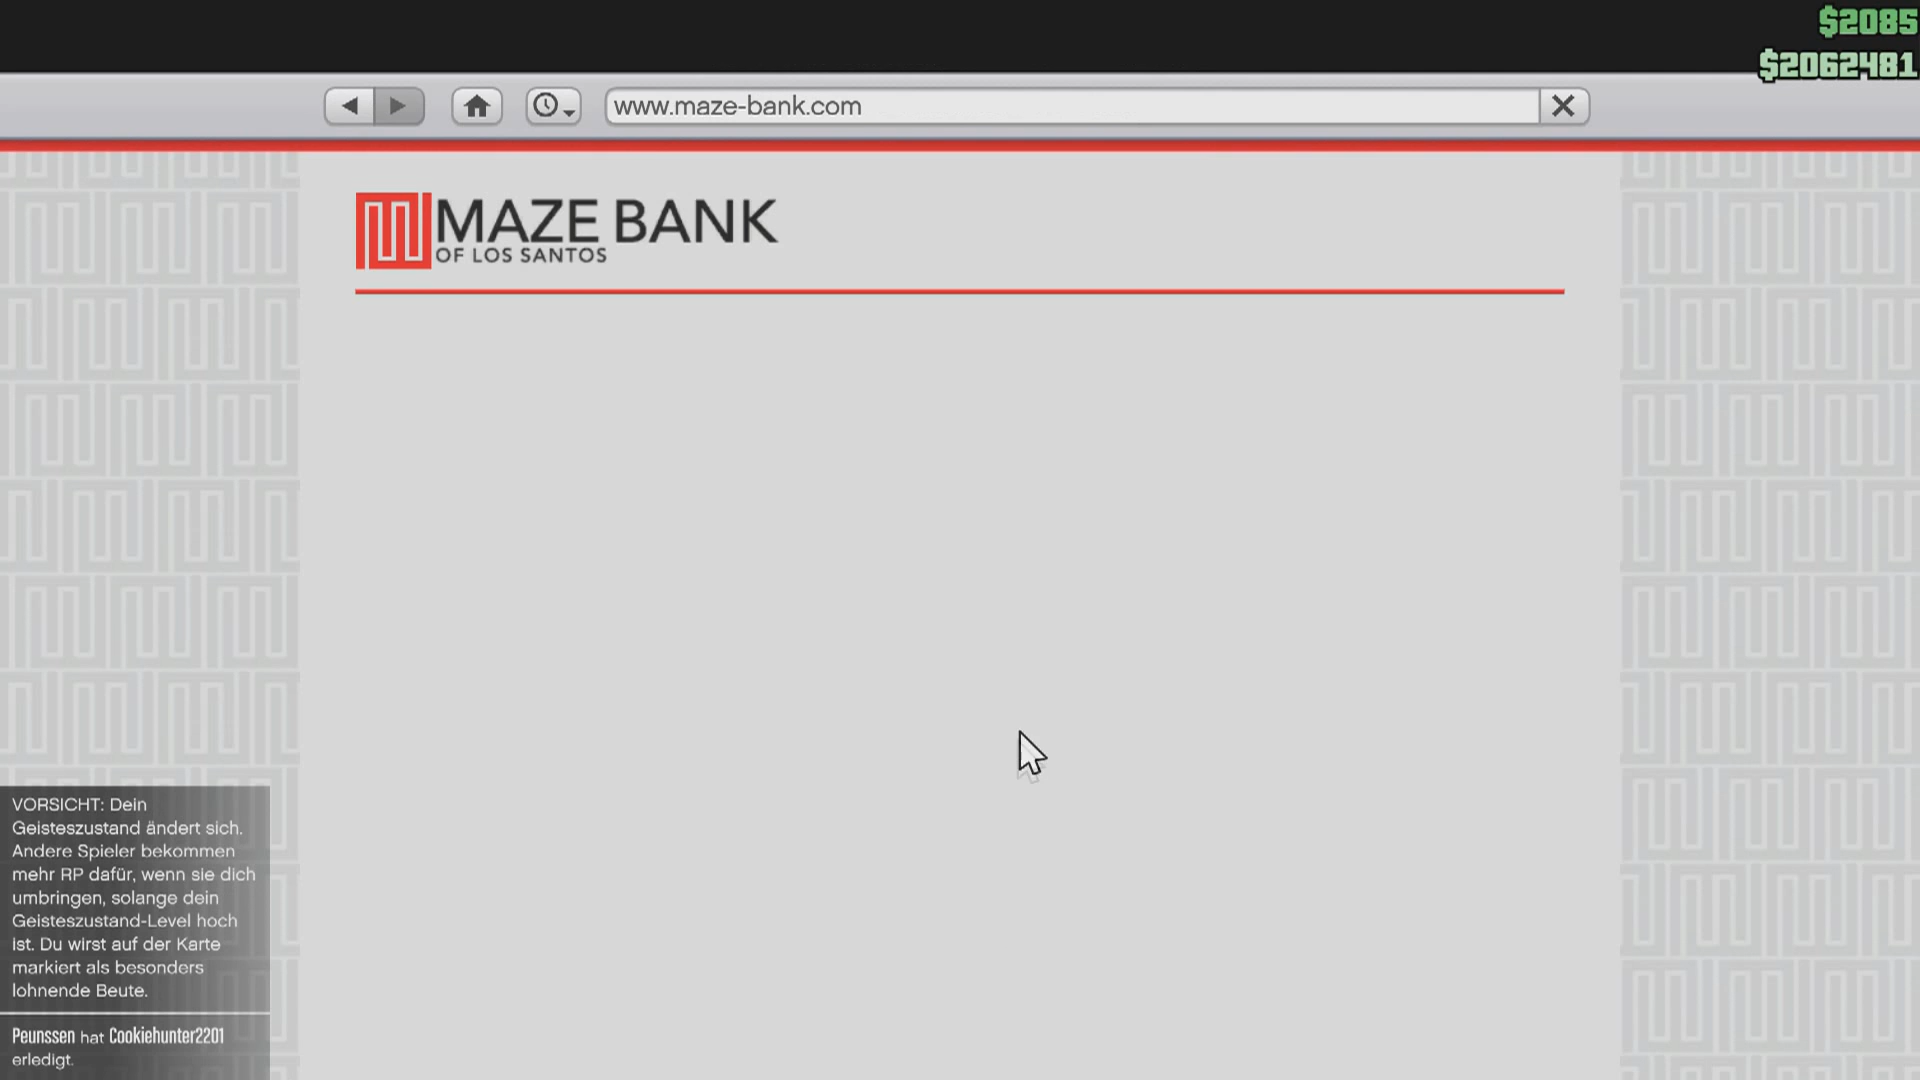 $2085
$2062481
www.maze-bank.com
MAZE BANK
OF LOS SANTOS
VORSICHT: Dein
Geisteszustand ändert sich.
Andere Spieler bekommen
mehr RP dafür, wenn sie dich
umbringen, solange dein
Geisteszustand-Level hoch
ist. Du wirst auf der Karte
markiert als besonders
lohnende Beute.
Peunssen hat Cookiehunter2201
erledigt.